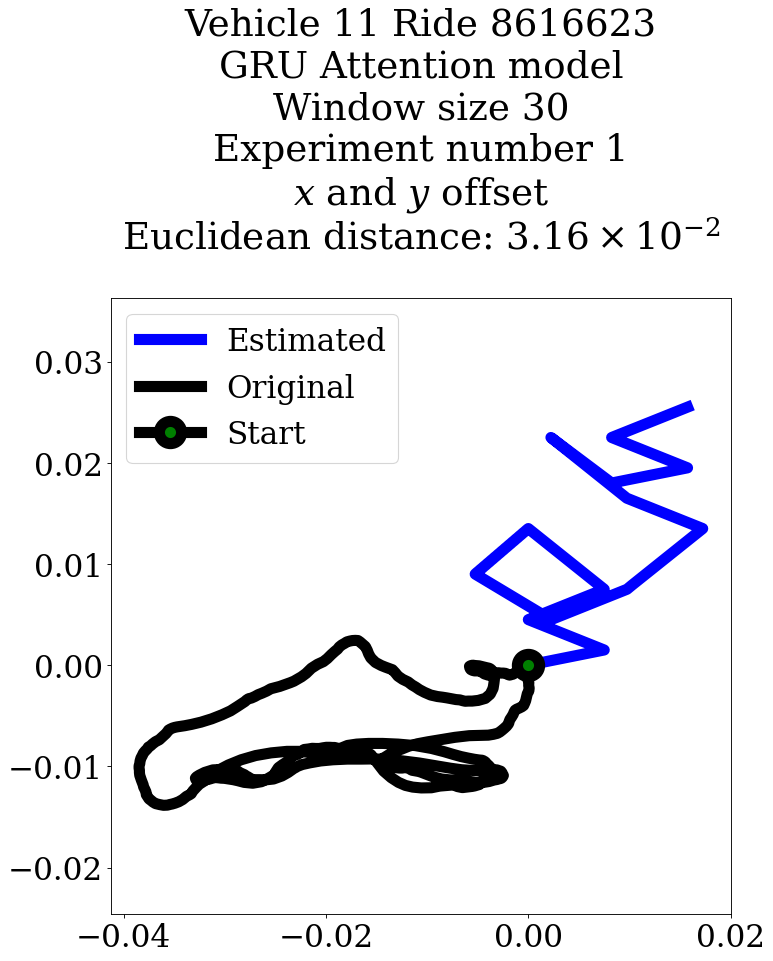 Vehicle 11 Ride 8616623
GRU Attention model
Window size 30
Experiment number 1
x and y offset
Euclidean distance: 3.16 × 10⁻²
Estimated
Original
Start
0.03
0.02
0.01
0.00
−0.01
−0.02
−0.04 −0.02 0.00 0.02